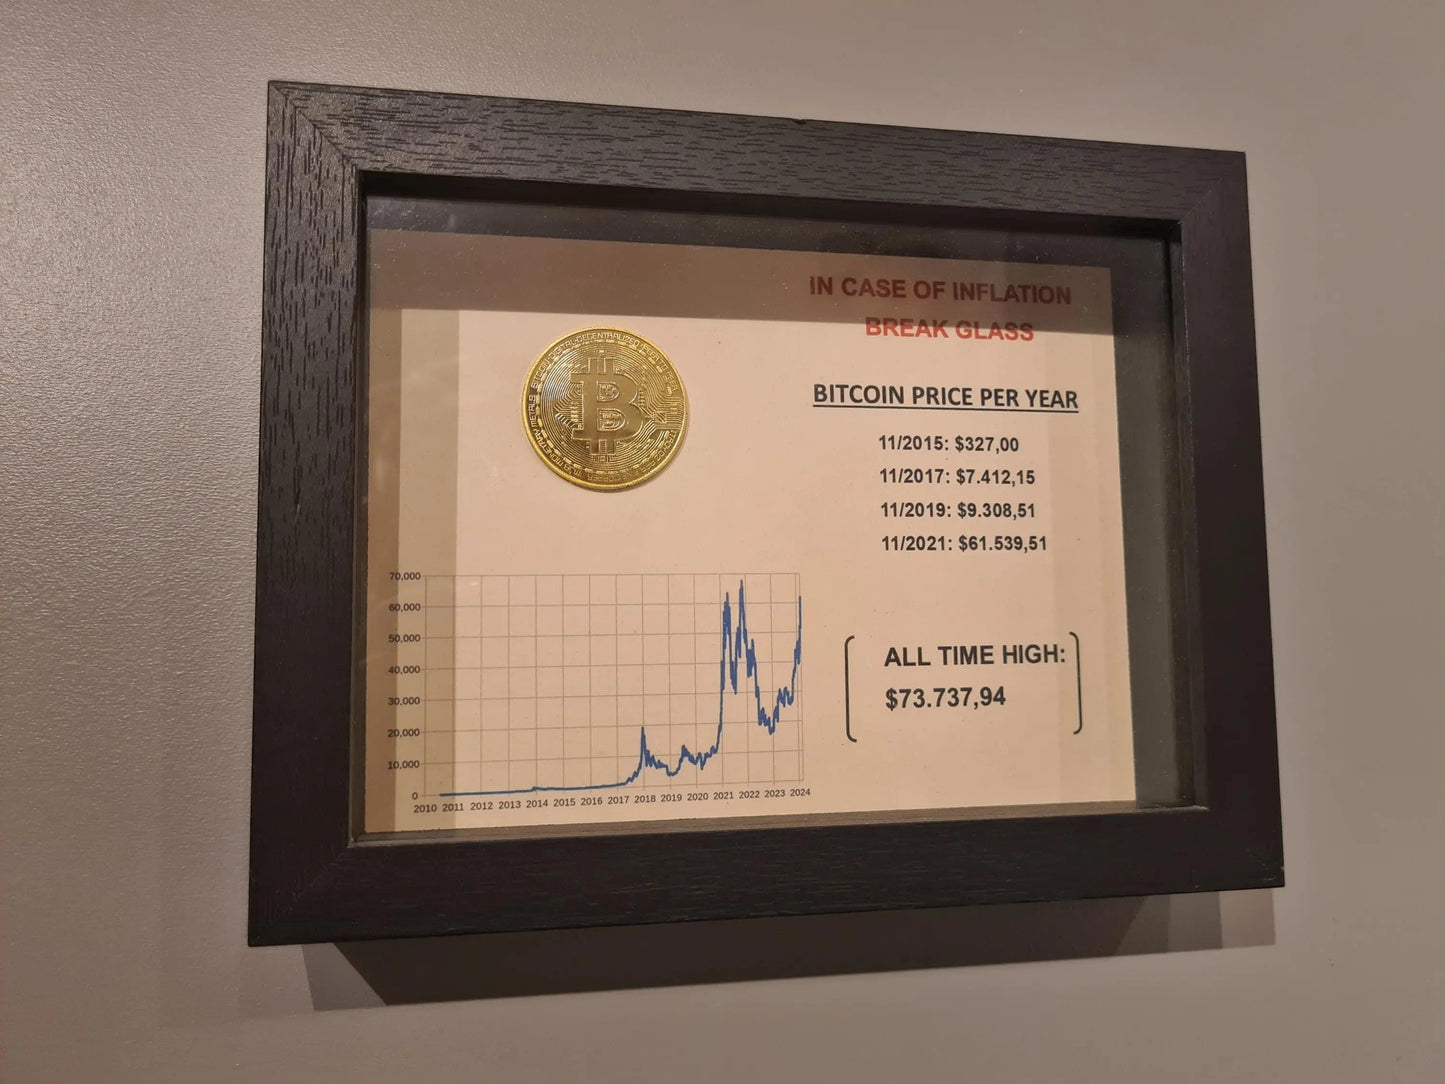 IN CASE OF INFLATION
BREAK GLASS
BITCOIN PRICE PER YEAR
11/2015: $327,00
11/2017: $7.412,15
11/2019: $9.308,51
11/2021: $61.539,51
ALL TIME HIGH:
$73.737,94
BITCOIN DIGITAL DECENTRALIZED
70,000
60,000
50,000
40,000
30,000
20,000
10,000
0
2010 2011 2012 2013 2014 2015 2016 2017 2018 2019 2020 2021 2022 2023 2024